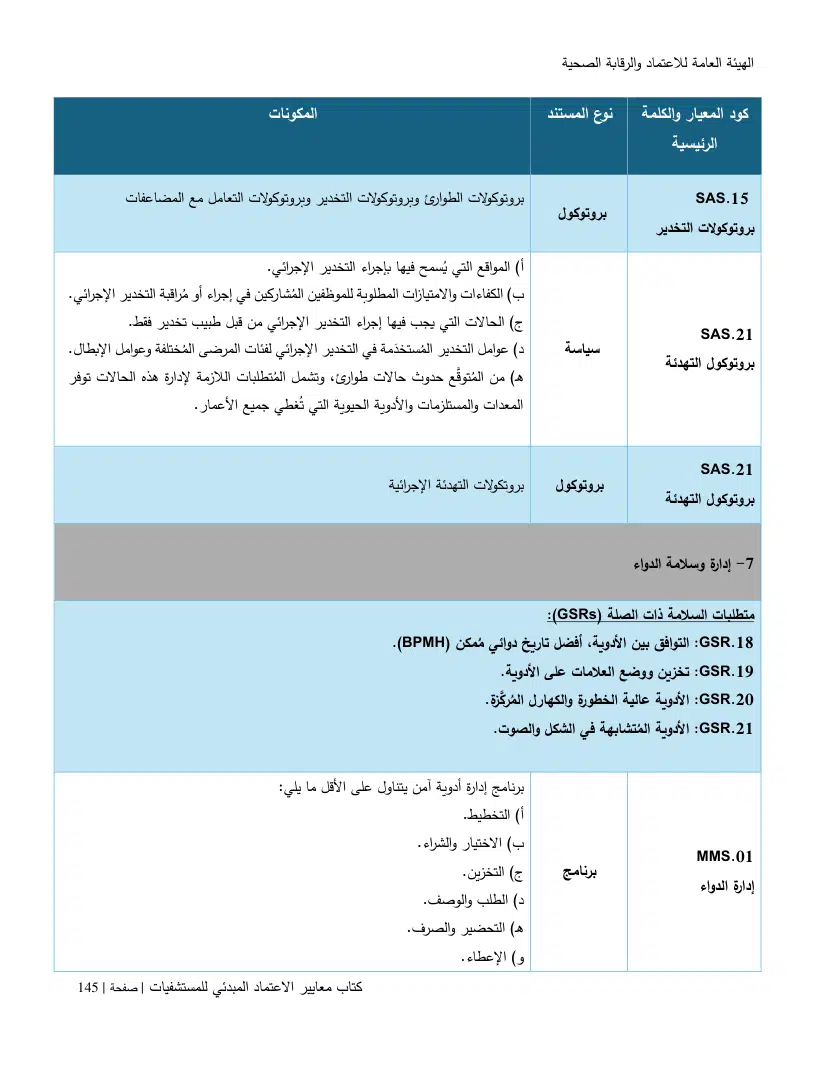 الهيئة العامة للاعتماد والرقابة الصحية
كود المعيار والكلمة الرئيسية
نوع المستند
المكونات
SAS.15
بروتوكولات التخدير
بروتوكول
بروتوكولات الطوارئ وبروتوكولات التخدير وبروتوكولات التعامل مع المضاعفات
SAS.21
بروتوكول التهدئة
سياسة
أ) المواقع التي يُسمح فيها بإجراء التخدير الإجرائي.
ب) الكفاءات والامتيازات المطلوبة للموظفين المُشاركين في إجراء أو مُراقبة التخدير الإجرائي.
ج) الحالات التي يجب فيها إجراء التخدير الإجرائي من قبل طبيب تخدير فقط.
د) عوامل التخدير المُستخدَمة في التخدير الإجرائي لفئات المرضى المُختلفة وعوامل الإبطال.
ه) من المُتوقَّع حدوث حالات طوارئ، وتشمل المُتطلبات اللازمة لإدارة هذه الحالات توفر
المعدات والمستلزمات والأدوية الحيوية التي تُغطي جميع الأعمار.
SAS.21
بروتوكول التهدئة
بروتوكول
بروتكولات التهدئة الإجرائية
7- إدارة وسلامة الدواء
متطلبات السلامة ذات الصلة (GSRs):
GSR.18: التوافق بين الأدوية، أفضل تاريخ دوائي مُمكن (BPMH).
GSR.19: تخزين ووضع العلامات على الأدوية.
GSR.20: الأدوية عالية الخطورة والكهارل المُركَّزة.
GSR.21: الأدوية المُتشابهة في الشكل والصوت.
MMS.01
إدارة الدواء
برنامج
برنامج إدارة أدوية آمن يتناول على الأقل ما يلي:
أ) التخطيط.
ب) الاختيار والشراء.
ج) التخزين.
د) الطلب والوصف.
ه) التحضير والصرف.
و) الإعطاء.
كتاب معايير الاعتماد المبدئي للمستشفيات | صفحة | 145